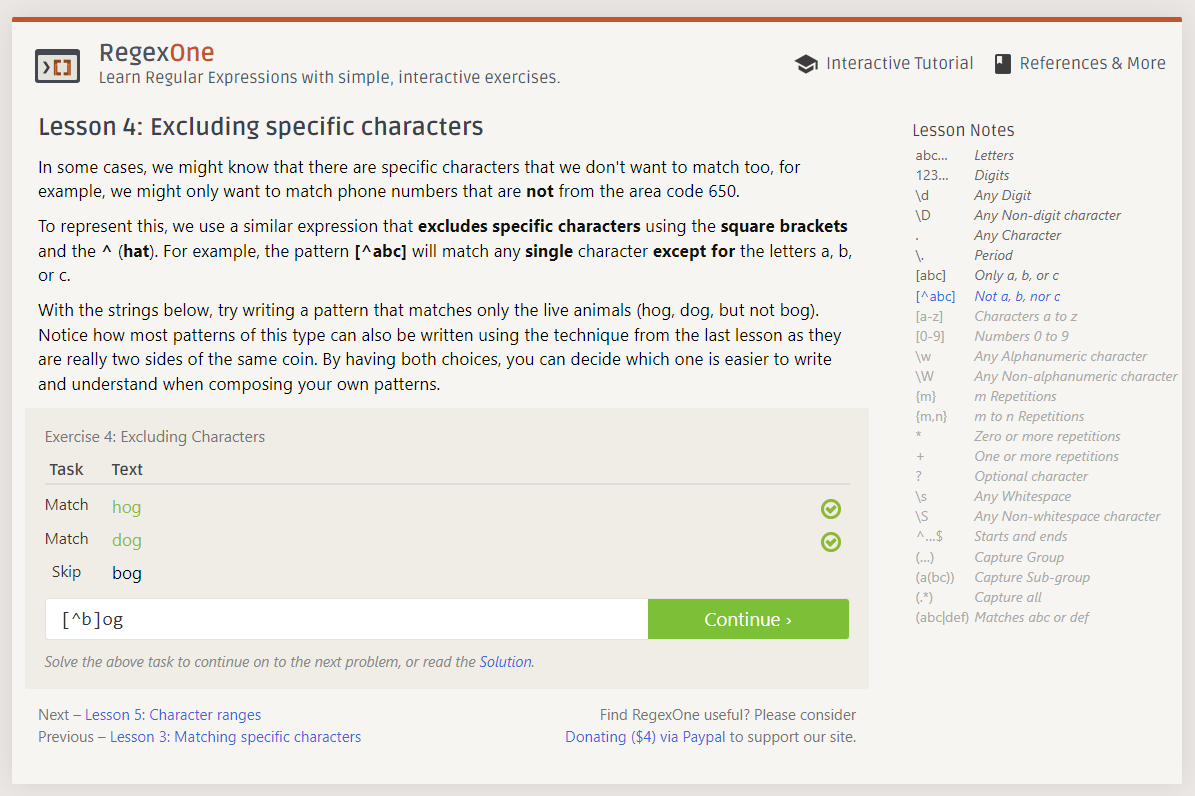 RegexOne
Learn Regular Expressions with simple, interactive exercises.
Interactive Tutorial
References & More
Lesson 4: Excluding specific characters
In some cases, we might know that there are specific characters that we don't want to match too, for
example, we might only want to match phone numbers that are not from the area code 650.
To represent this, we use a similar expression that excludes specific characters using the square brackets
and the ^ (hat). For example, the pattern [^abc] will match any single character except for the letters a, b,
or c.
With the strings below, try writing a pattern that matches only the live animals (hog, dog, but not bog).
Notice how most patterns of this type can also be written using the technique from the last lesson as they
are really two sides of the same coin. By having both choices, you can decide which one is easier to write
and understand when composing your own patterns.
Exercise 4: Excluding Characters
Task Text
Match hog
Match dog
Skip bog
[^b]og
Continue ›
Solve the above task to continue on to the next problem, or read the Solution.
Next – Lesson 5: Character ranges
Previous – Lesson 3: Matching specific characters
Find RegexOne useful? Please consider
Donating ($4) via Paypal to support our site.
Lesson Notes
abc... Letters
123... Digits
\d Any Digit
\D Any Non-digit character
. Any Character
\. Period
[abc] Only a, b, or c
[^abc] Not a, b, nor c
[a-z] Characters a to z
[0-9] Numbers 0 to 9
\w Any Alphanumeric character
\W Any Non-alphanumeric character
{m} m Repetitions
{m,n} m to n Repetitions
* Zero or more repetitions
+ One or more repetitions
? Optional character
\s Any Whitespace
\S Any Non-whitespace character
^...$ Starts and ends
(...) Capture Group
(a(bc)) Capture Sub-group
(.*) Capture all
(abc|def) Matches abc or def